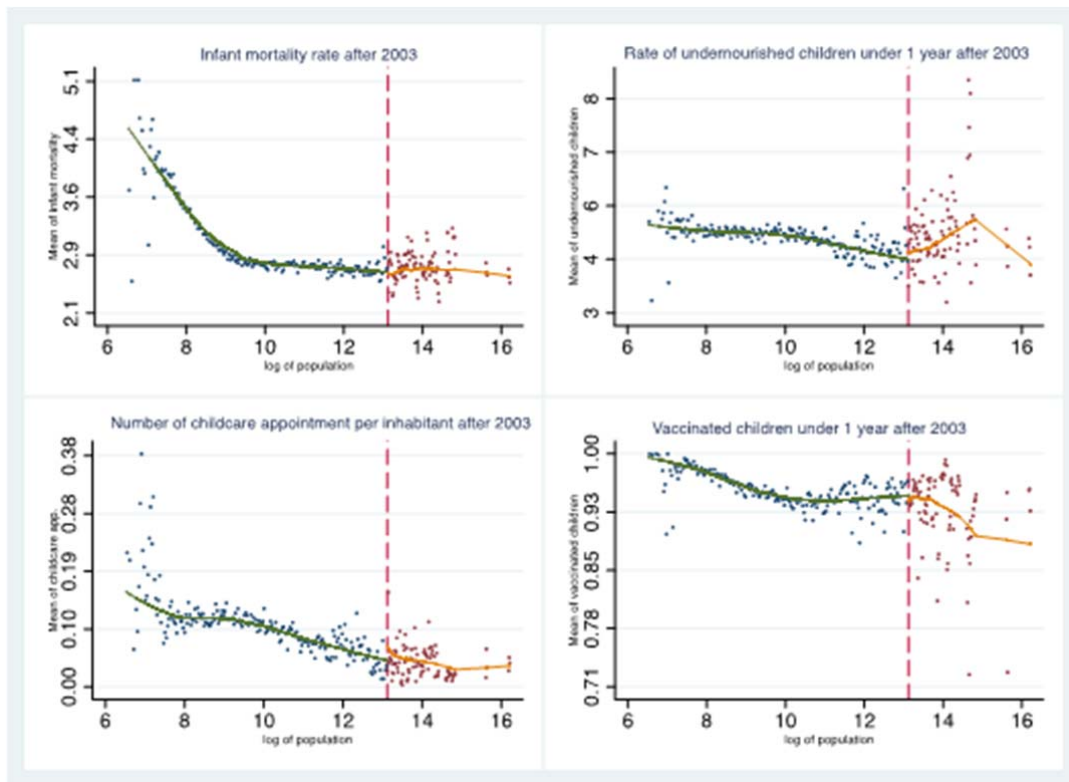 Infant mortality rate after 2003
Mean of infant mortality
5.1
4.4
3.6
2.9
2.1
6 8 10 12 14 16
log of population
Rate of undernourished children under 1 year after 2003
Mean of undernourished children
8
7
6
4
3
6 8 10 12 14 16
log of population
Number of childcare appointment per inhabitant after 2003
Mean of childcare app.
0.38
0.28
0.19
0.10
0.00
6 8 10 12 14 16
log of population
Vaccinated children under 1 year after 2003
Mean of vaccinated children
1.00
0.93
0.85
0.78
0.71
6 8 10 12 14 16
log of population